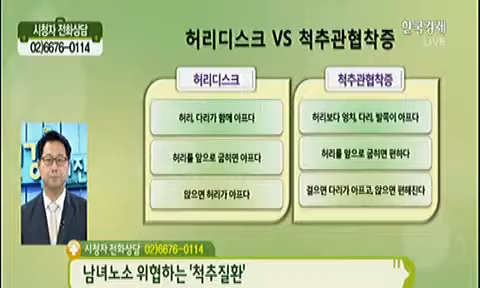 시청자 전화상담
02)6676-0114
허리디스크 VS 척추관협착증
한국경제
LIVE
허리디스크
허리, 다리가 함께 아프다
허리를 앞으로 굽히면 아프다
앉으면 허리가 아프다
척추관협착증
허리보다 엉치, 다리, 발쪽이 아프다
허리를 앞으로 굽히면 편하다
걸으면 다리가 아프고, 앉으면 편해진다
시청자 전화상담 02)6676-0114
남녀노소 위협하는 '척추질환'